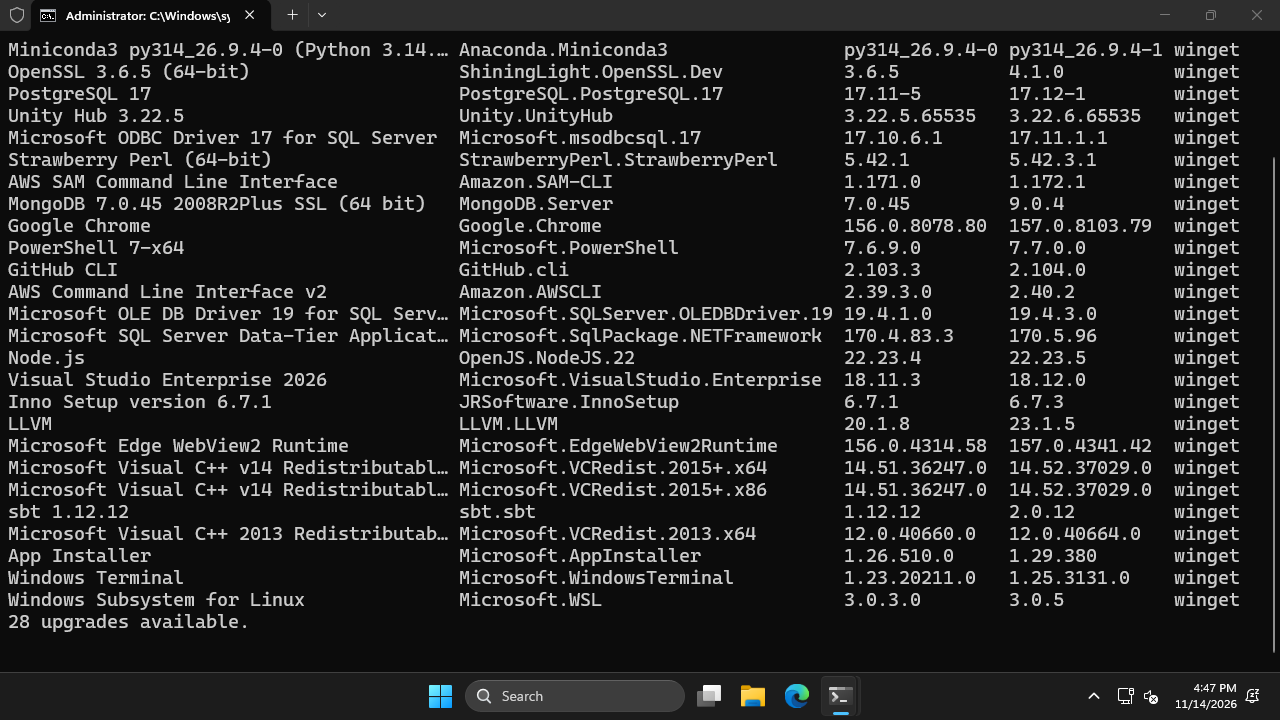 Administrator: C:\Windows\sy
Miniconda3 py314_26.9.4-0 (Python 3.14.… Anaconda.Miniconda3 py314_26.9.4-0 py314_26.9.4-1 winget
OpenSSL 3.6.5 (64-bit) ShiningLight.OpenSSL.Dev 3.6.5 4.1.0 winget
PostgreSQL 17 PostgreSQL.PostgreSQL.17 17.11-5 17.12-1 winget
Unity Hub 3.22.5 Unity.UnityHub 3.22.5.65535 3.22.6.65535 winget
Microsoft ODBC Driver 17 for SQL Server Microsoft.msodbcsql.17 17.10.6.1 17.11.1.1 winget
Strawberry Perl (64-bit) StrawberryPerl.StrawberryPerl 5.42.1 5.42.3.1 winget
AWS SAM Command Line Interface Amazon.SAM-CLI 1.171.0 1.172.1 winget
MongoDB 7.0.45 2008R2Plus SSL (64 bit) MongoDB.Server 7.0.45 9.0.4 winget
Google Chrome Google.Chrome 156.0.8078.80 157.0.8103.79 winget
PowerShell 7-x64 Microsoft.PowerShell 7.6.9.0 7.7.0.0 winget
GitHub CLI GitHub.cli 2.103.3 2.104.0 winget
AWS Command Line Interface v2 Amazon.AWSCLI 2.39.3.0 2.40.2 winget
Microsoft OLE DB Driver 19 for SQL Serv… Microsoft.SQLServer.OLEDBDriver.19 19.4.1.0 19.4.3.0 winget
Microsoft SQL Server Data-Tier Applicat… Microsoft.SqlPackage.NETFramework 170.4.83.3 170.5.96 winget
Node.js OpenJS.NodeJS.22 22.23.4 22.23.5 winget
Visual Studio Enterprise 2026 Microsoft.VisualStudio.Enterprise 18.11.3 18.12.0 winget
Inno Setup version 6.7.1 JRSoftware.InnoSetup 6.7.1 6.7.3 winget
LLVM LLVM.LLVM 20.1.8 23.1.5 winget
Microsoft Edge WebView2 Runtime Microsoft.EdgeWebView2Runtime 156.0.4314.58 157.0.4341.42 winget
Microsoft Visual C++ v14 Redistributabl… Microsoft.VCRedist.2015+.x64 14.51.36247.0 14.52.37029.0 winget
Microsoft Visual C++ v14 Redistributabl… Microsoft.VCRedist.2015+.x86 14.51.36247.0 14.52.37029.0 winget
sbt 1.12.12 sbt.sbt 1.12.12 2.0.12 winget
Microsoft Visual C++ 2013 Redistributab… Microsoft.VCRedist.2013.x64 12.0.40660.0 12.0.40664.0 winget
App Installer Microsoft.AppInstaller 1.26.510.0 1.29.380 winget
Windows Terminal Microsoft.WindowsTerminal 1.23.20211.0 1.25.3131.0 winget
Windows Subsystem for Linux Microsoft.WSL 3.0.3.0 3.0.5 winget
28 upgrades available.
Search
4:47 PM
11/14/2026